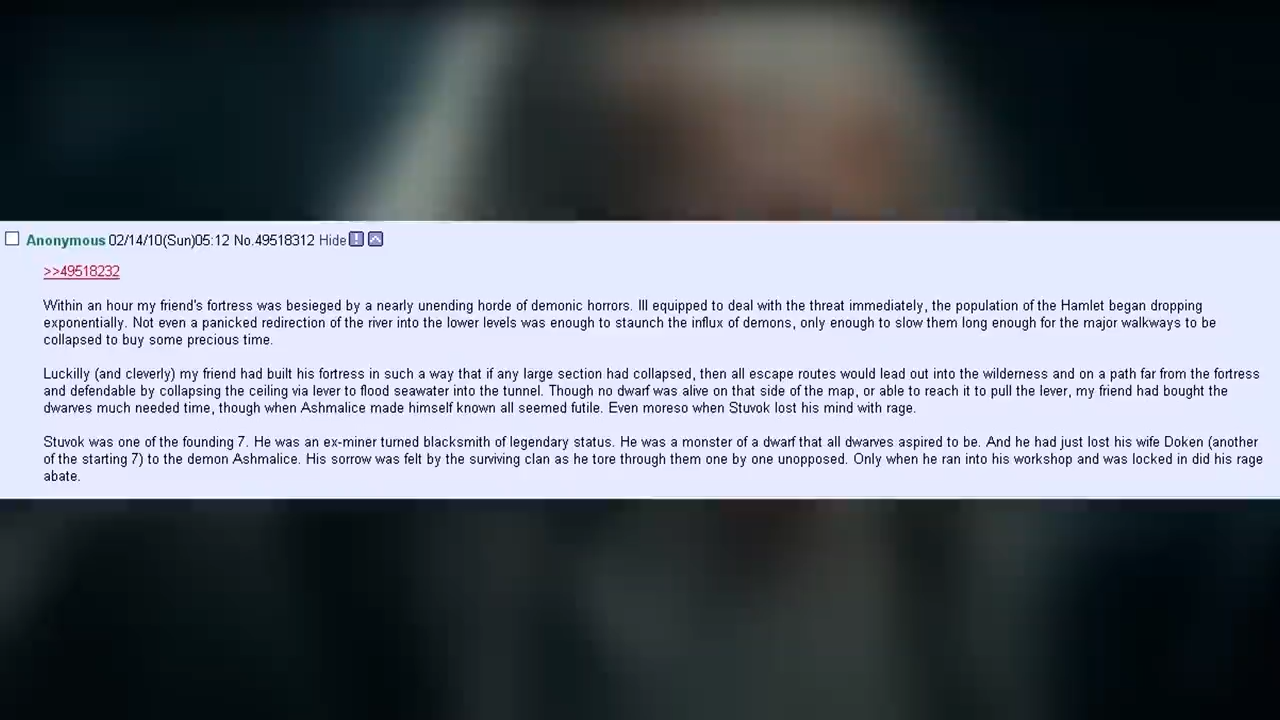 Anonymous 02/14/10(Sun)05:12 No.49518312 Hide
>>49518232
Within an hour my friend's fortress was besieged by a nearly unending horde of demonic horrors. Ill equipped to deal with the threat immediately, the population of the Hamlet began dropping
exponentially. Not even a panicked redirection of the river into the lower levels was enough to staunch the influx of demons, only enough to slow them long enough for the major walkways to be
collapsed to buy some precious time.
Luckilly (and cleverly) my friend had built his fortress in such a way that if any large section had collapsed, then all escape routes would lead out into the wilderness and on a path far from the fortress
and defendable by collapsing the ceiling via lever to flood seawater into the tunnel. Though no dwarf was alive on that side of the map, or able to reach it to pull the lever, my friend had bought the
dwarves much needed time, though when Ashmalice made himself known all seemed futile. Even moreso when Stuvok lost his mind with rage.
Stuvok was one of the founding 7. He was an ex-miner turned blacksmith of legendary status. He was a monster of a dwarf that all dwarves aspired to be. And he had just lost his wife Doken (another
of the starting 7) to the demon Ashmalice. His sorrow was felt by the surviving clan as he tore through them one by one unopposed. Only when he ran into his workshop and was locked in did his rage
abate.